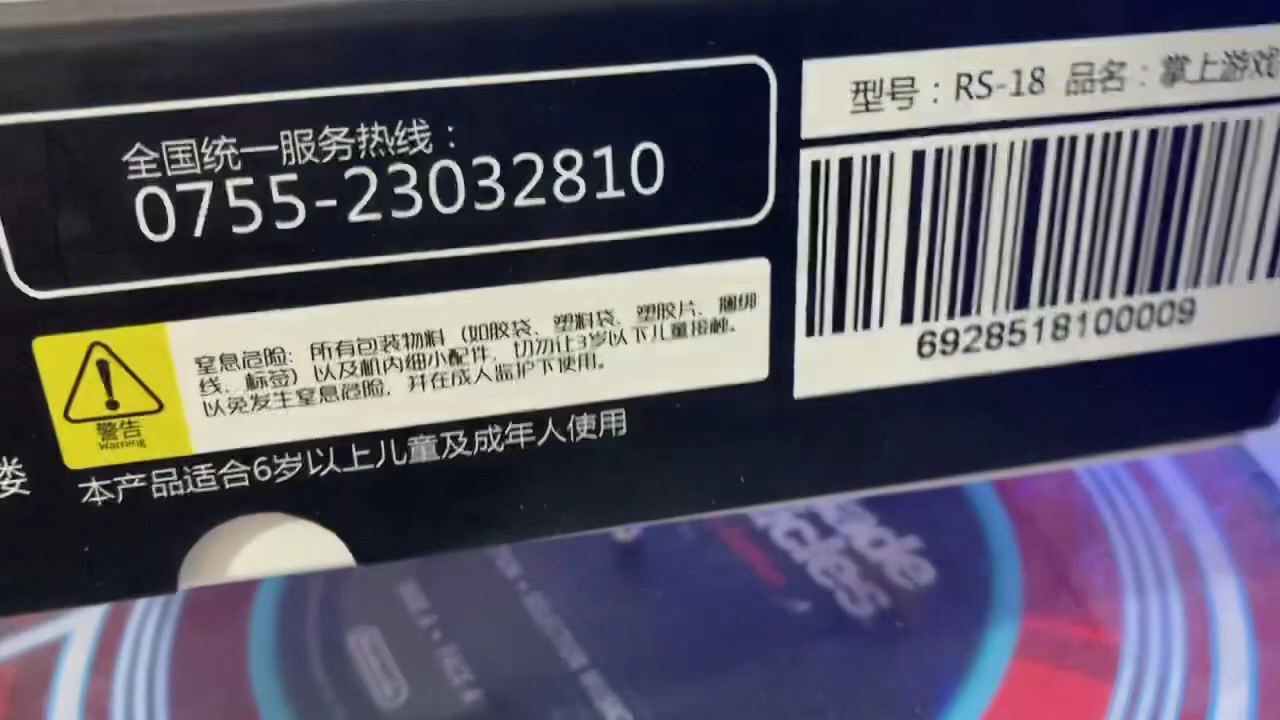 全国统一服务热线：
0755-23032810
型号：RS-18 品名：掌上游戏
6928518100009
警告
Warning
窒息危险：所有包装物料（如胶袋、塑料袋、塑胶片、捆绑
线、标签）以及机内细小配件，切勿让3岁以下儿童接触。
以免发生窒息危险，并在成人监护下使用。
本产品适合6岁以上儿童及成年人使用
楼
SIDE A • FACE A
Nintendo